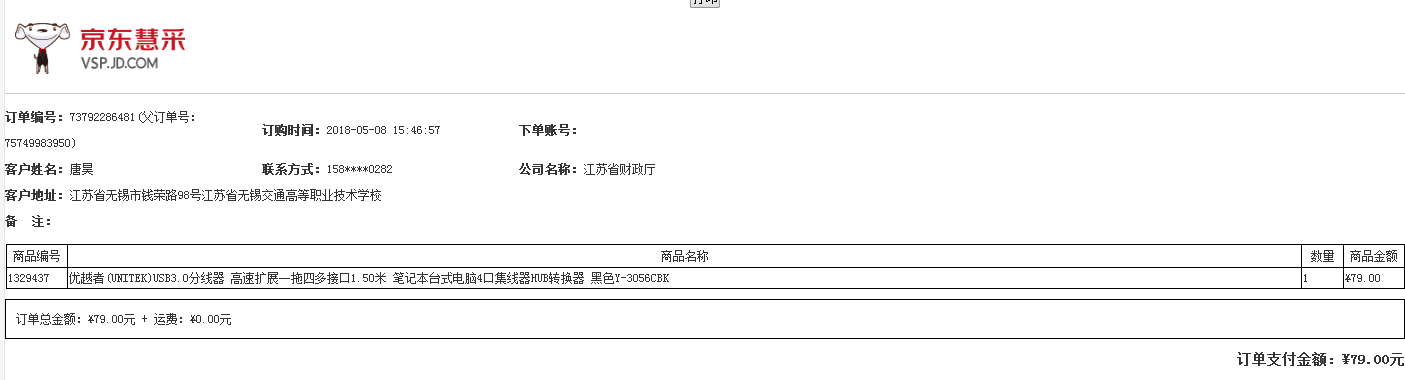 打印
京东慧采
VSP.JD.COM
订单编号：73792286481(父订单号：
75749983950)
订购时间：2018-05-08 15:46:57
下单账号：
客户姓名：唐昊
联系方式：158****0282
公司名称：江苏省财政厅
客户地址：江苏省无锡市钱荣路98号江苏省无锡交通高等职业技术学校
备 注：
商品编号 商品名称 数量 商品金额
1329437 优越者(UNITEK)USB3.0分线器 高速扩展一拖四多接口1.50米 笔记本台式电脑4口集线器HUB转换器 黑色Y-3056CBK 1 ¥79.00
订单总金额：¥79.00元 + 运费：¥0.00元
订单支付金额：¥79.00元